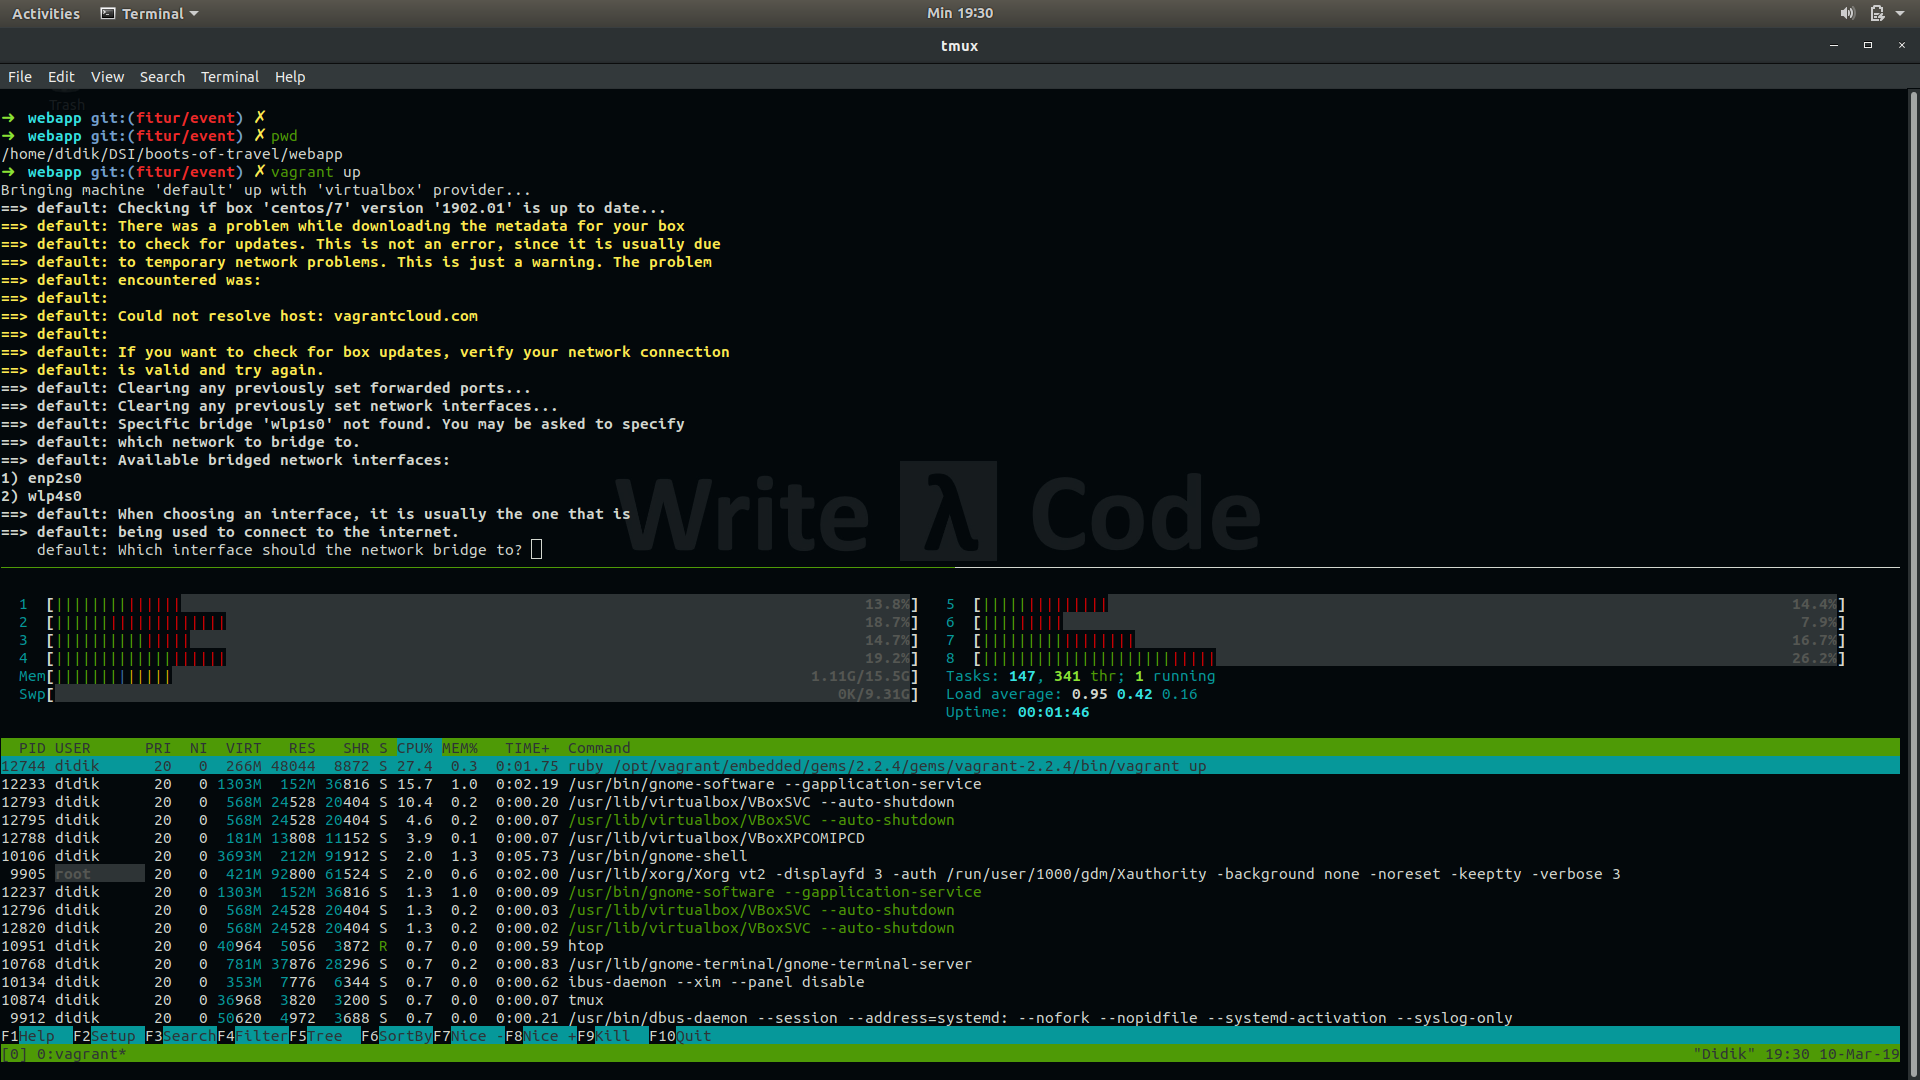 Activities Terminal Min 19:30
tmux
File Edit View Search Terminal Help
Trash
➜ webapp git:(fitur/event) ✗
➜ webapp git:(fitur/event) ✗ pwd
/home/didik/DSI/boots-of-travel/webapp
➜ webapp git:(fitur/event) ✗ vagrant up
Bringing machine 'default' up with 'virtualbox' provider...
==> default: Checking if box 'centos/7' version '1902.01' is up to date...
==> default: There was a problem while downloading the metadata for your box
==> default: to check for updates. This is not an error, since it is usually due
==> default: to temporary network problems. This is just a warning. The problem
==> default: encountered was:
==> default:
==> default: Could not resolve host: vagrantcloud.com
==> default:
==> default: If you want to check for box updates, verify your network connection
==> default: is valid and try again.
==> default: Clearing any previously set forwarded ports...
==> default: Clearing any previously set network interfaces...
==> default: Specific bridge 'wlp1s0' not found. You may be asked to specify
==> default: which network to bridge to.
==> default: Available bridged network interfaces:
1) enp2s0
2) wlp4s0
==> default: When choosing an interface, it is usually the one that is
==> default: being used to connect to the internet.
default: Which interface should the network bridge to?
Write λ Code
1 [|||||||||||||| 13.8%] 5 [|||||||||||||| 14.4%]
2 [||||||||||||||||||| 18.7%] 6 [||||||||| 7.9%]
3 [||||||||||||||| 14.7%] 7 [||||||||||||||||| 16.7%]
4 [||||||||||||||||||| 19.2%] 8 [|||||||||||||||||||||||||| 26.2%]
Mem[||||||||||||| 1.11G/15.5G] Tasks: 147, 341 thr; 1 running
Swp[ 0K/9.31G] Load average: 0.95 0.42 0.16
Uptime: 00:01:46
PID USER PRI NI VIRT RES SHR S CPU% MEM% TIME+ Command
12744 didik 20 0 266M 48044 8872 S 27.4 0.3 0:01.75 ruby /opt/vagrant/embedded/gems/2.2.4/gems/vagrant-2.2.4/bin/vagrant up
12233 didik 20 0 1303M 152M 36816 S 15.7 1.0 0:02.19 /usr/bin/gnome-software --gapplication-service
12793 didik 20 0 568M 24528 20404 S 10.4 0.2 0:00.20 /usr/lib/virtualbox/VBoxSVC --auto-shutdown
12795 didik 20 0 568M 24528 20404 S 4.6 0.2 0:00.07 /usr/lib/virtualbox/VBoxSVC --auto-shutdown
12788 didik 20 0 181M 13808 11152 S 3.9 0.1 0:00.07 /usr/lib/virtualbox/VBoxXPCOMIPCD
10106 didik 20 0 3693M 212M 91912 S 2.0 1.3 0:05.73 /usr/bin/gnome-shell
9905 root 20 0 421M 92800 61524 S 2.0 0.6 0:02.00 /usr/lib/xorg/Xorg vt2 -displayfd 3 -auth /run/user/1000/gdm/Xauthority -background none -noreset -keeptty -verbose 3
12237 didik 20 0 1303M 152M 36816 S 1.3 1.0 0:00.09 /usr/bin/gnome-software --gapplication-service
12796 didik 20 0 568M 24528 20404 S 1.3 0.2 0:00.03 /usr/lib/virtualbox/VBoxSVC --auto-shutdown
12820 didik 20 0 568M 24528 20404 S 1.3 0.2 0:00.02 /usr/lib/virtualbox/VBoxSVC --auto-shutdown
10951 didik 20 0 40964 5056 3872 R 0.7 0.0 0:00.59 htop
10768 didik 20 0 781M 37876 28296 S 0.7 0.2 0:00.83 /usr/lib/gnome-terminal/gnome-terminal-server
10134 didik 20 0 353M 7776 6344 S 0.7 0.0 0:00.62 ibus-daemon --xim --panel disable
10874 didik 20 0 36968 3820 3200 S 0.7 0.0 0:00.07 tmux
9912 didik 20 0 50620 4972 3688 S 0.7 0.0 0:00.21 /usr/bin/dbus-daemon --session --address=systemd: --nofork --nopidfile --systemd-activation --syslog-only
F1Help F2Setup F3SearchF4FilterF5Tree F6SortByF7Nice -F8Nice +F9Kill F10Quit
[0] 0:vagrant* "Didik" 19:30 10-Mar-19